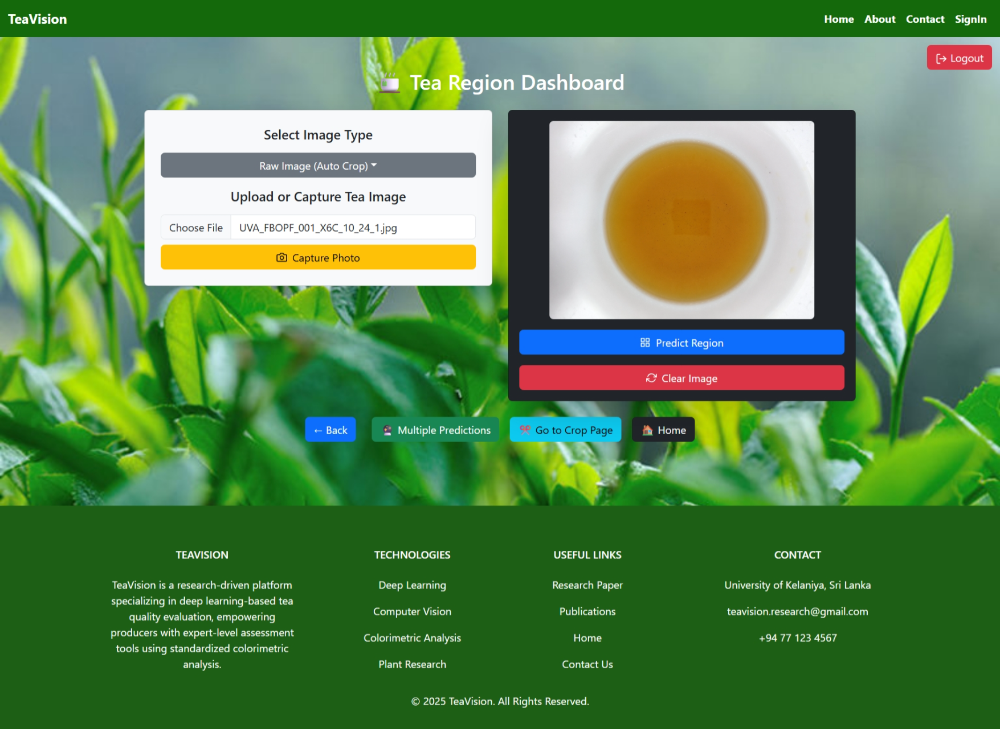 TeaVision
Home About Contact SignIn
Logout
Tea Region Dashboard
Select Image Type
Raw Image (Auto Crop)
Upload or Capture Tea Image
Choose File UVA_FBOPF_001_X6C_10_24_1.jpg
Capture Photo
Predict Region
Clear Image
← Back
Multiple Predictions
Go to Crop Page
Home
TEAVISION
TeaVision is a research-driven platform
specializing in deep learning-based tea
quality evaluation, empowering
producers with expert-level assessment
tools using standardized colorimetric
analysis.
TECHNOLOGIES
Deep Learning
Computer Vision
Colorimetric Analysis
Plant Research
USEFUL LINKS
Research Paper
Publications
Home
Contact Us
CONTACT
University of Kelaniya, Sri Lanka
teavision.research@gmail.com
+94 77 123 4567
© 2025 TeaVision. All Rights Reserved.